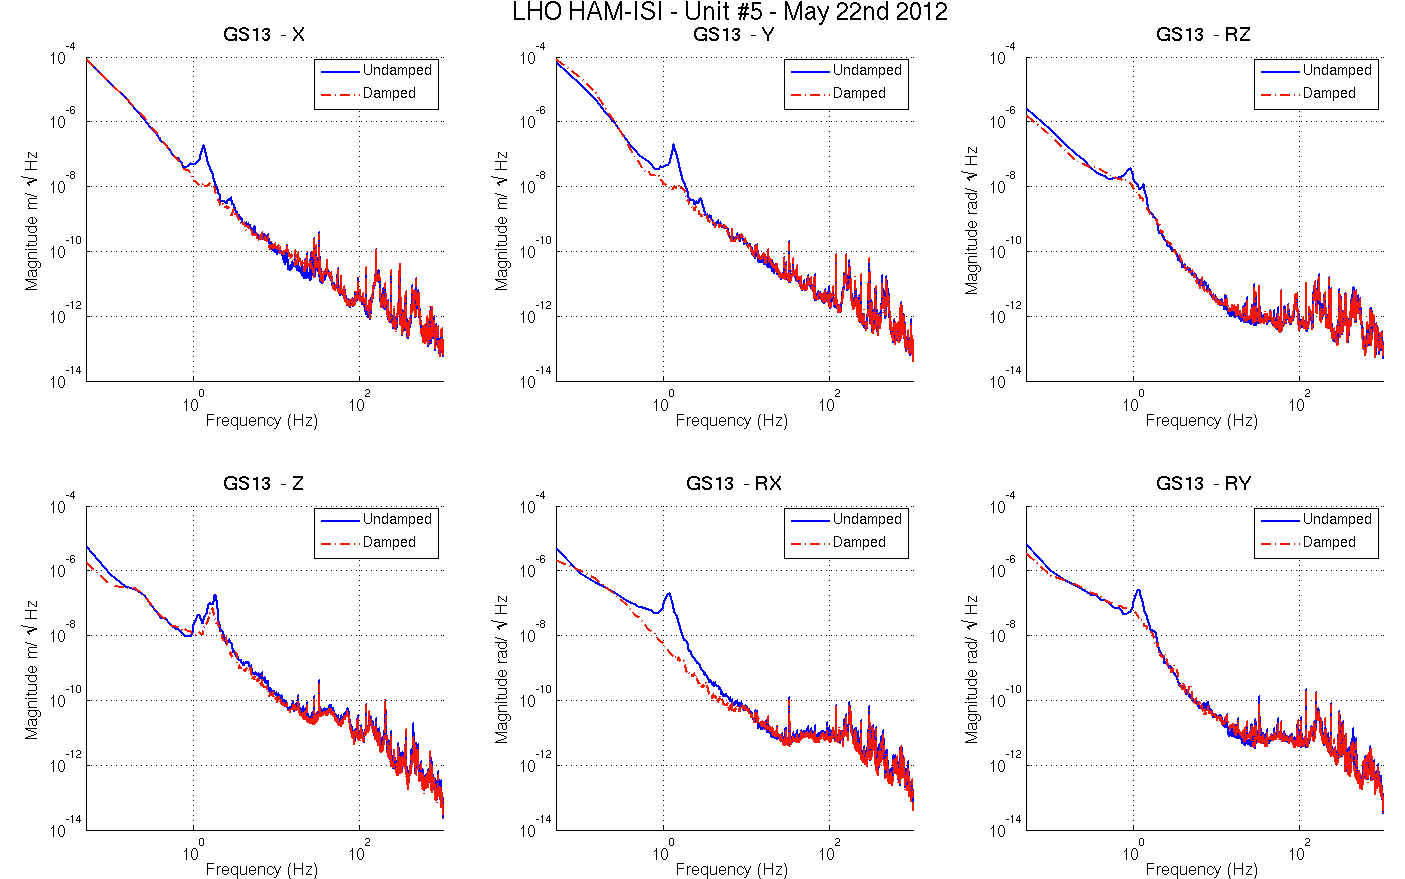 LHO HAM-ISI - Unit #5 - May 22nd 2012
GS13 - X
Undamped
Damped
Magnitude m/ √ Hz
10^-4
10^-6
10^-8
10^-10
10^-12
10^-14
10^0
10^2
Frequency (Hz)
GS13 - Y
Undamped
Damped
Magnitude m/ √ Hz
10^-4
10^-6
10^-8
10^-10
10^-12
10^-14
10^0
10^2
Frequency (Hz)
GS13 - RZ
Undamped
Damped
Magnitude rad/ √ Hz
10^-4
10^-6
10^-8
10^-10
10^-12
10^-14
10^0
10^2
Frequency (Hz)
GS13 - Z
Undamped
Damped
Magnitude m/ √ Hz
10^-4
10^-6
10^-8
10^-10
10^-12
10^-14
10^0
10^2
Frequency (Hz)
GS13 - RX
Undamped
Damped
Magnitude rad/ √ Hz
10^-4
10^-6
10^-8
10^-10
10^-12
10^-14
10^0
10^2
Frequency (Hz)
GS13 - RY
Undamped
Damped
Magnitude rad/ √ Hz
10^-4
10^-6
10^-8
10^-10
10^-12
10^-14
10^0
10^2
Frequency (Hz)